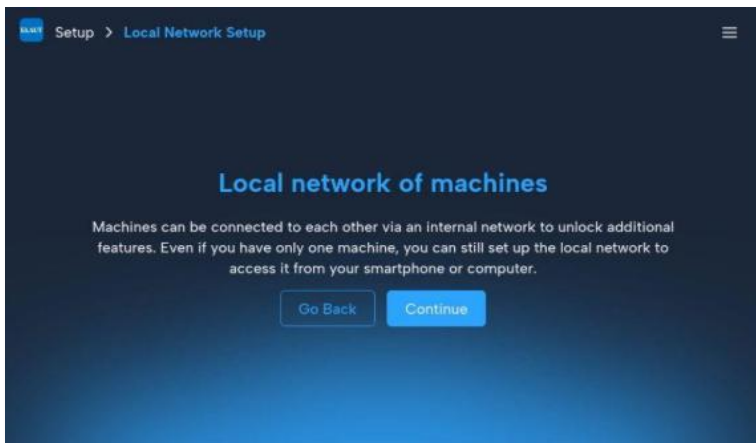 ELAUT
Setup > Local Network Setup
Local network of machines
Machines can be connected to each other via an internal network to unlock additional
features. Even if you have only one machine, you can still set up the local network to
access it from your smartphone or computer.
Go Back
Continue